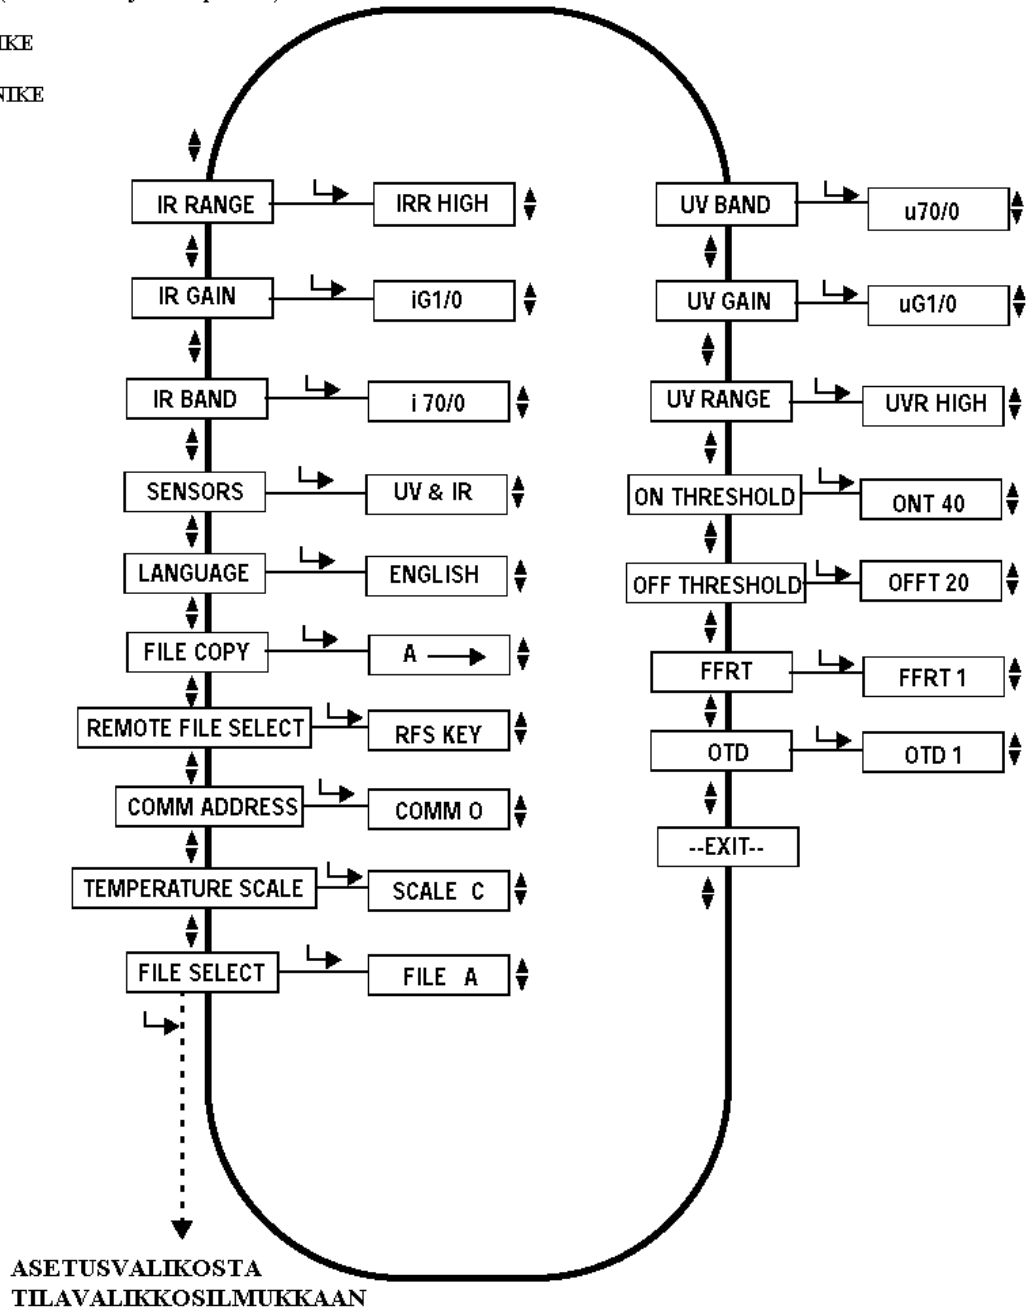 IR RANGE
IRR HIGH
IR GAIN
iG1/0
IR BAND
i 70/0
SENSORS
UV & IR
LANGUAGE
ENGLISH
FILE COPY
A
REMOTE FILE SELECT
RFS KEY
COMM ADDRESS
COMM O
TEMPERATURE SCALE
SCALE C
FILE SELECT
FILE A
UV BAND
u70/0
UV GAIN
uG1/0
UV RANGE
UVR HIGH
ON THRESHOLD
ONT 40
OFF THRESHOLD
OFFT 20
FFRT
FFRT 1
OTD
OTD 1
--EXIT--
ASETUSVALIKOSTA
TILAVALIKKOSILMUKKAAN